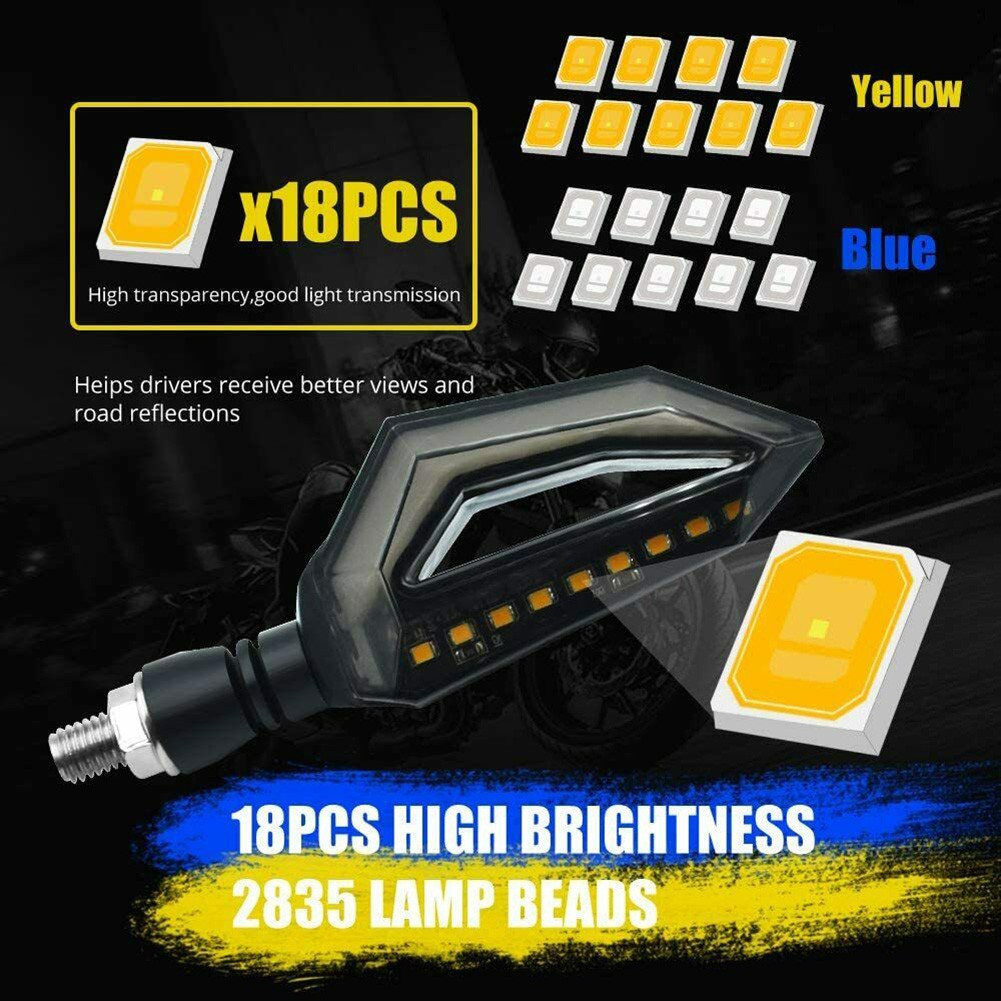 Yellow
x18PCS
High transparency,good light transmission
Blue
Heips drivers receive better views and
road reflections
18PCS HIGH BRIGHTNESS
2835 LAMP BEADS